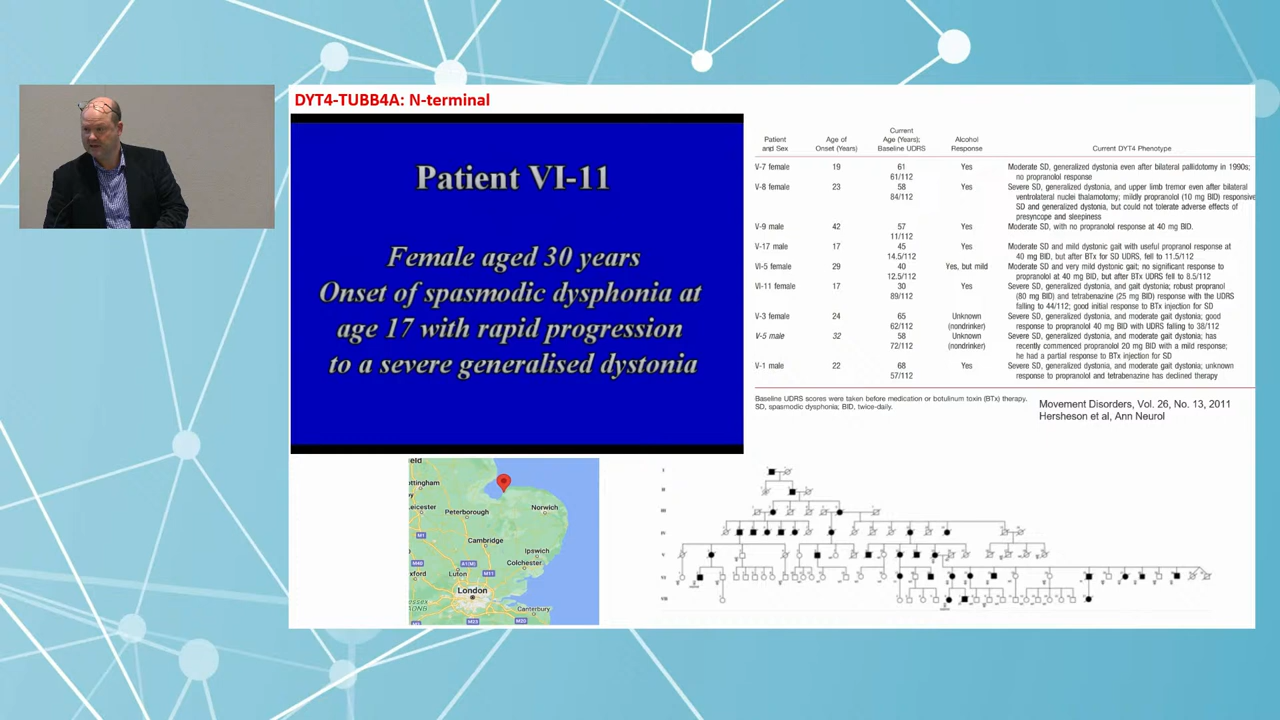 DYT4-TUBB4A: N-terminal
Patient VI-11
Female aged 30 years
Onset of spasmodic dysphonia at
age 17 with rapid progression
to a severe generalised dystonia
Patient and Sex Age of Onset (Years) Current Age (Years); Baseline UDRS Alcohol Response Current DYT4 Phenotype
V-7 female 19 61 Yes Moderate SD, generalized dystonia even after bilateral pallidotomy in 1990s;
61/112 no propranolol response
V-8 female 23 58 Yes Severe SD, generalized dystonia, and upper limb tremor even after bilateral
84/112 ventrolateral nuclei thalamotomy; mildly propranolol (10 mg BID) responsive
SD and generalized dystonia, but could not tolerate adverse effects of
presyncope and sleepiness
V-9 male 42 57 Yes Moderate SD, with no propranolol response at 40 mg BID.
11/112
V-17 male 17 45 Yes Moderate SD and mild dystonic gait with useful propranol response at
14.5/112 40 mg BID, but after BTx for SD UDRS, fell to 11.5/112
VI-5 female 29 40 Yes, but mild Moderate SD and very mild dystonic gait; no significant response to
12.5/112 propranolol at 40 mg BID, but after BTx UDRS fell to 8.5/112
VI-11 female 17 30 Yes Severe SD, generalized dystonia, and gait dystonia; robust propranol
89/112 (80 mg BID) and tetrabenazine (25 mg BID) response with the UDRS
falling to 44/112; good initial response to BTx injection for SD
V-3 female 24 65 Unknown Severe SD, generalized dystonia, and moderate gait dystonia; good
62/112 (nondrinker) response to propranolol 40 mg BID with UDRS falling to 38/112
V-5 male 32 58 Unknown Severe SD, generalized dystonia, and moderate gait dystonia; has
72/112 (nondrinker) recently commenced propranolol 20 mg BID with a mild response;
he had a partial response to BTx injection for SD
V-1 male 22 68 Yes Severe SD, generalized dystonia, and moderate gait dystonia; unknown
57/112 response to propranolol and tetrabenazine has declined therapy
Baseline UDRS scores were taken before medication or botulinum toxin (BTx) therapy.
SD, spasmodic dysphonia; BID, twice-daily.
Movement Disorders, Vol. 26, No. 13, 2011
Hersheson et al, Ann Neurol
ield
ttingham
eicester
Peterborough
Norwich
M1
Cambridge
Ipswich
M40
A1(M)
Colchester
xford
Luton
M11
London
Canterbury
M23
M20
I
II
III
IV
V
VI
VII